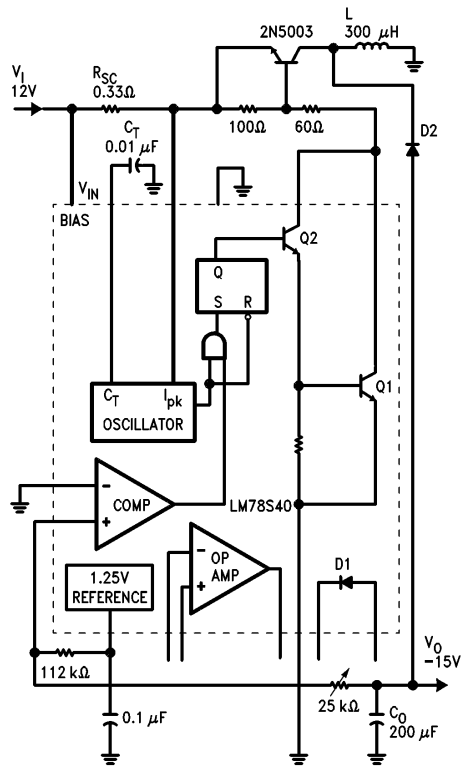 2N5003
L
300 μH
V_I
12V
R_SC
0.33Ω
C_T
0.01 μF
100Ω
60Ω
D2
V_IN
BIAS
Q2
Q
S R
Q1
C_T I_pk
OSCILLATOR
−
COMP
+
LM78S40
1.25V
REFERENCE
−
OP
AMP
+
D1
V_O
−15V
112 kΩ
25 kΩ
0.1 μF
C_O
200 μF